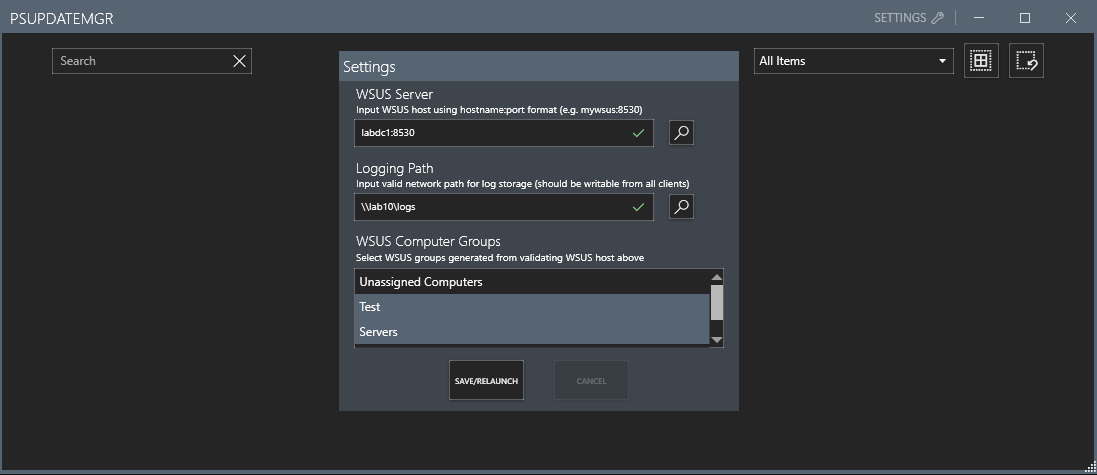 PSUPDATEMGR
SETTINGS
Search
All Items
Settings
WSUS Server
Input WSUS host using hostname:port format (e.g. mywsus:8530)
labdc1:8530
Logging Path
Input valid network path for log storage (should be writable from all clients)
\\lab10\logs
WSUS Computer Groups
Select WSUS groups generated from validating WSUS host above
Unassigned Computers
Test
Servers
SAVE/RELAUNCH
CANCEL